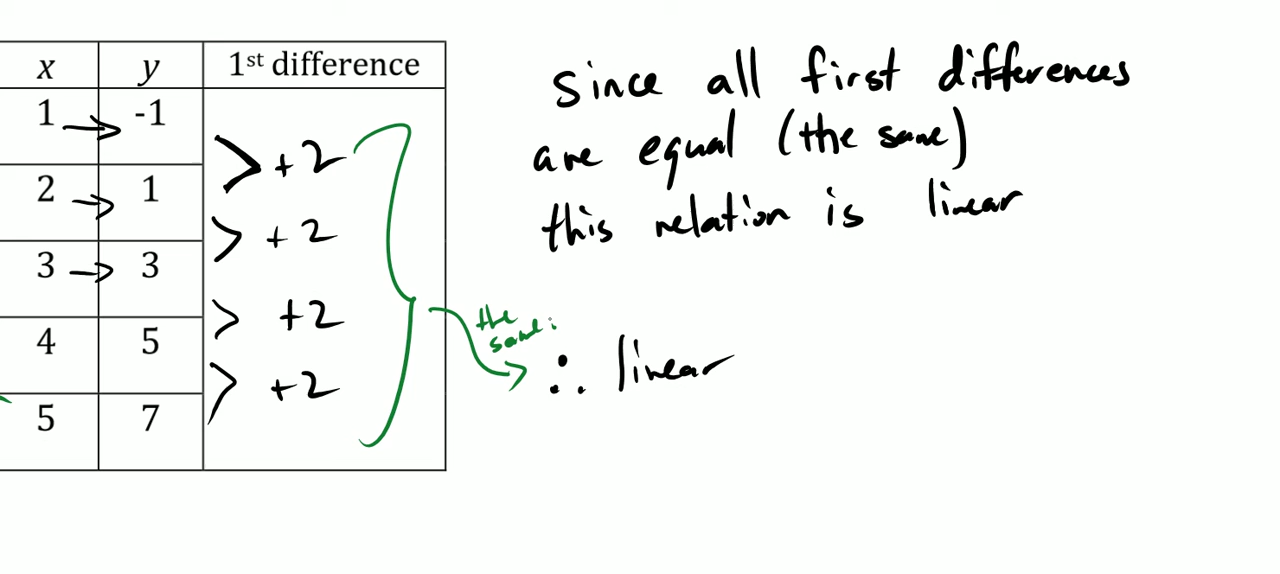 x y 1st difference
1 → -1
> +2
2 → 1
> +2
3 → 3
> +2
4 5
> +2
5 7
since all first differences
are equal (the same)
this relation is linear
the
same:
∴ linear